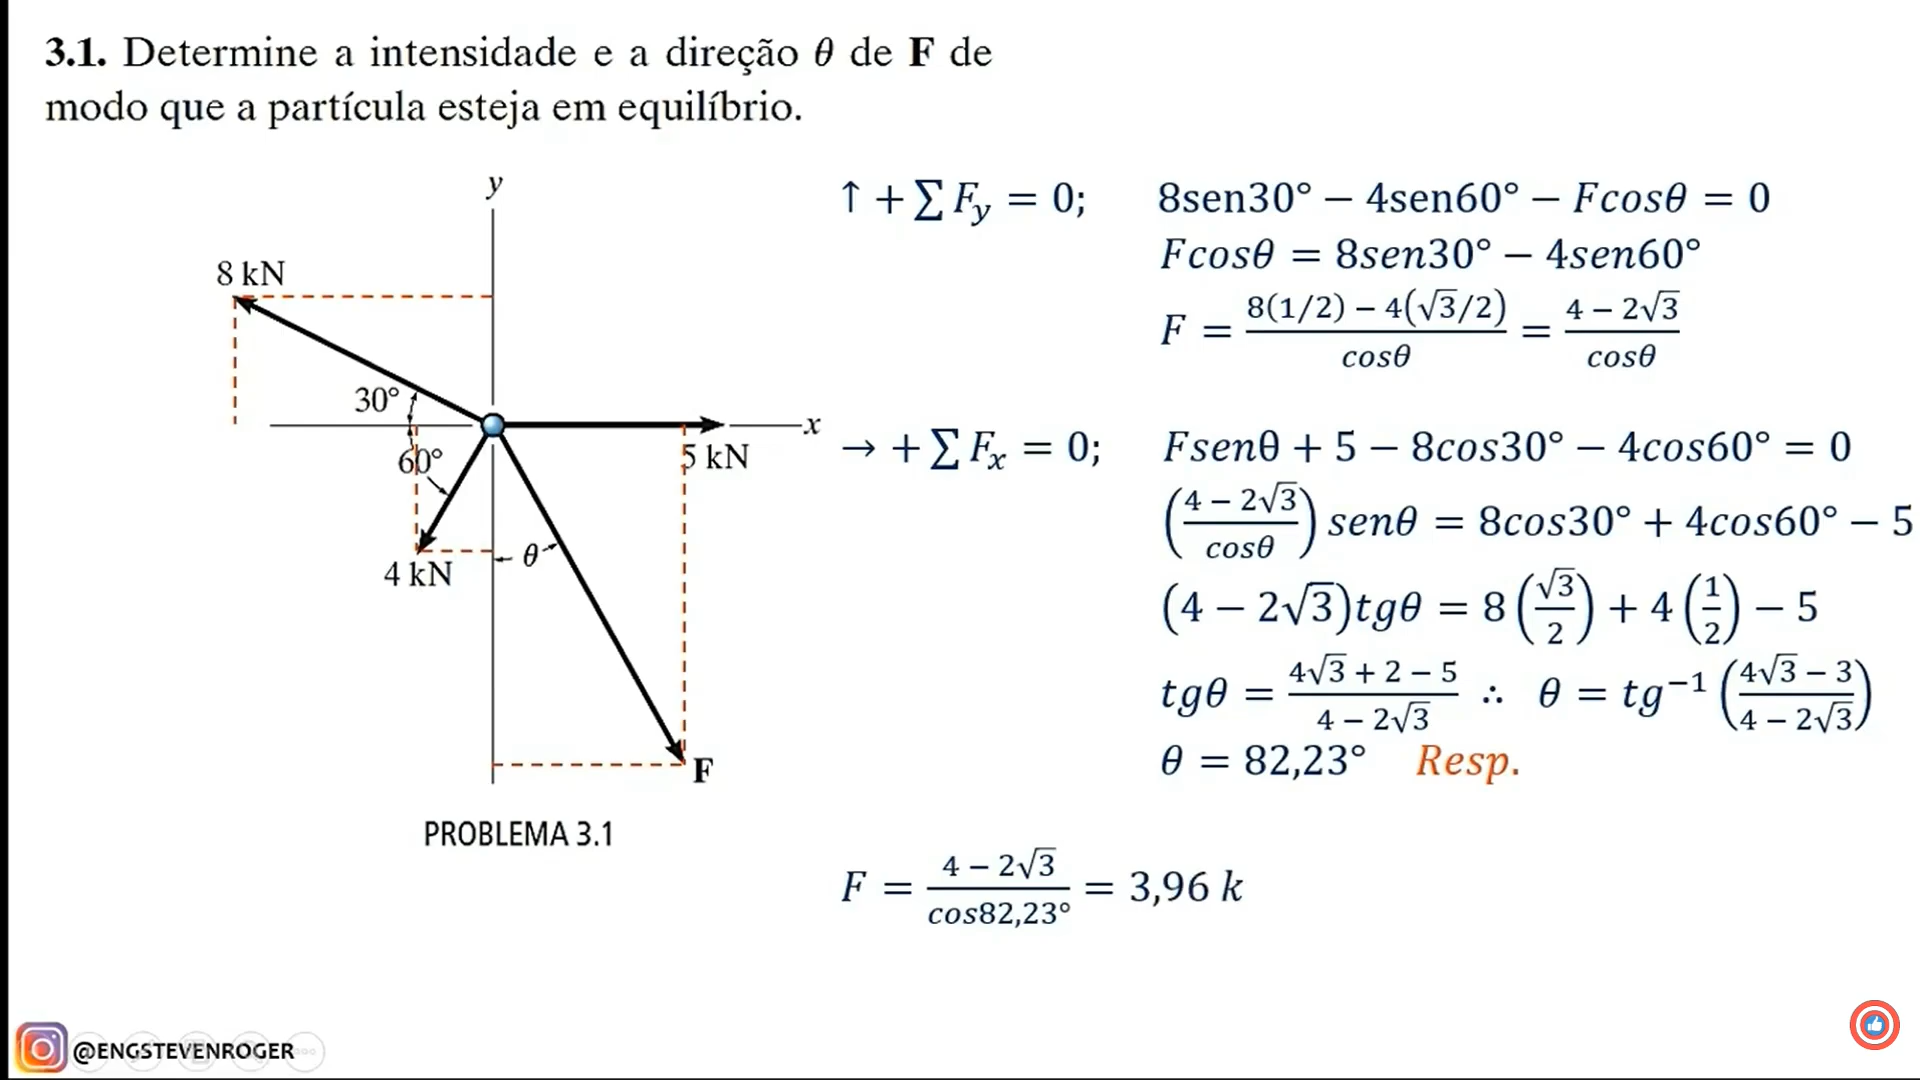 3.1. Determine a intensidade e a direção θ de F de
modo que a partícula esteja em equilíbrio.
y
8 kN
30°
x
5 kN
60°
θ
4 kN
F
PROBLEMA 3.1
↑ + ∑ Fy = 0; 8sen30° − 4sen60° − Fcosθ = 0
Fcosθ = 8sen30° − 4sen60°
F = (8(1/2) − 4(√3/2))/cosθ = (4 − 2√3)/cosθ
→ + ∑ Fx = 0; Fsenθ + 5 − 8cos30° − 4cos60° = 0
((4 − 2√3)/cosθ) senθ = 8cos30° + 4cos60° − 5
(4 − 2√3)tgθ = 8(√3/2) + 4(1/2) − 5
tgθ = (4√3 + 2 − 5)/(4 − 2√3) ∴ θ = tg⁻¹((4√3 − 3)/(4 − 2√3))
θ = 82,23° Resp.
F = (4 − 2√3)/cos82,23° = 3,96 k
@ENGSTEVENROGER